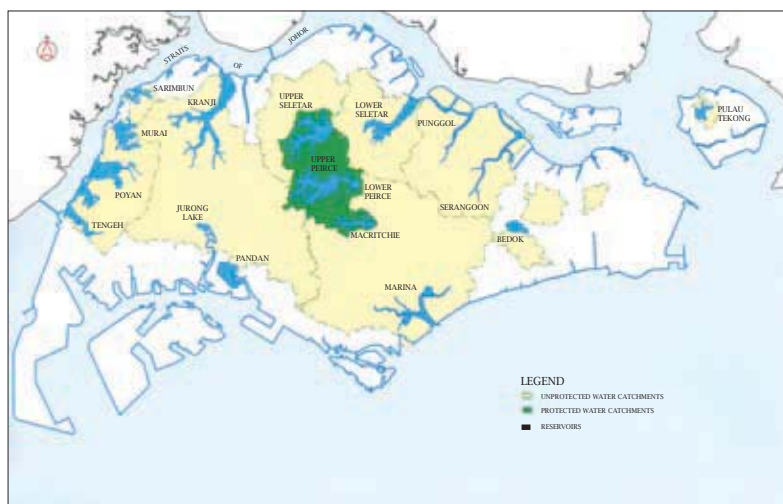 STRAITS
OF
JOHOR
SARIMBUN
KRANJI
UPPER
SELETAR
LOWER
SELETAR
PUNGGOL
PULAU
TEKONG
MURAI
UPPER
PEIRCE
POYAN
LOWER
PEIRCE
JURONG
LAKE
SERANGOON
TENGEH
MACRITCHIE
BEDOK
PANDAN
MARINA
LEGEND
UNPROTECTED WATER CATCHMENTS
PROTECTED WATER CATCHMENTS
RESERVOIRS